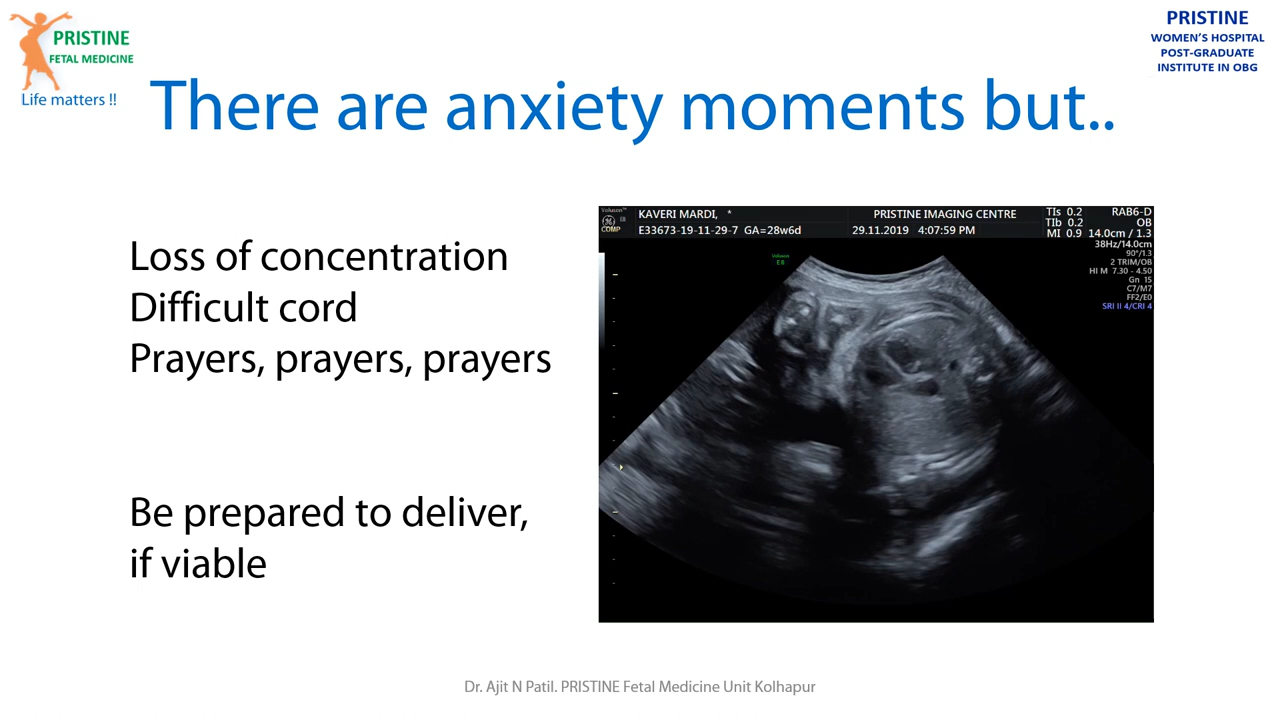 PRISTINE
FETAL MEDICINE
Life matters !!
PRISTINE
WOMEN'S HOSPITAL
POST-GRADUATE
INSTITUTE IN OBG
There are anxiety moments but..
Loss of concentration
Difficult cord
Prayers, prayers, prayers
Be prepared to deliver,
if viable
Voluson™
E8
COMP
KAVERI MARDI, * PRISTINE IMAGING CENTRE
E33673-19-11-29-7 GA=28w6d 29.11.2019 4:07:59 PM
TIs 0.2 RAB6-D
TIb 0.2 OB
MI 0.9 14.0cm / 1.3
38Hz/14.0cm
90°/1.3
2 TRIM/OB
HI M 7.30 - 4.50
Gn 15
C7/M7
FF2/E0
SRI II 4/CRI 4
Voluson
E8
Dr. Ajit N Patil. PRISTINE Fetal Medicine Unit Kolhapur